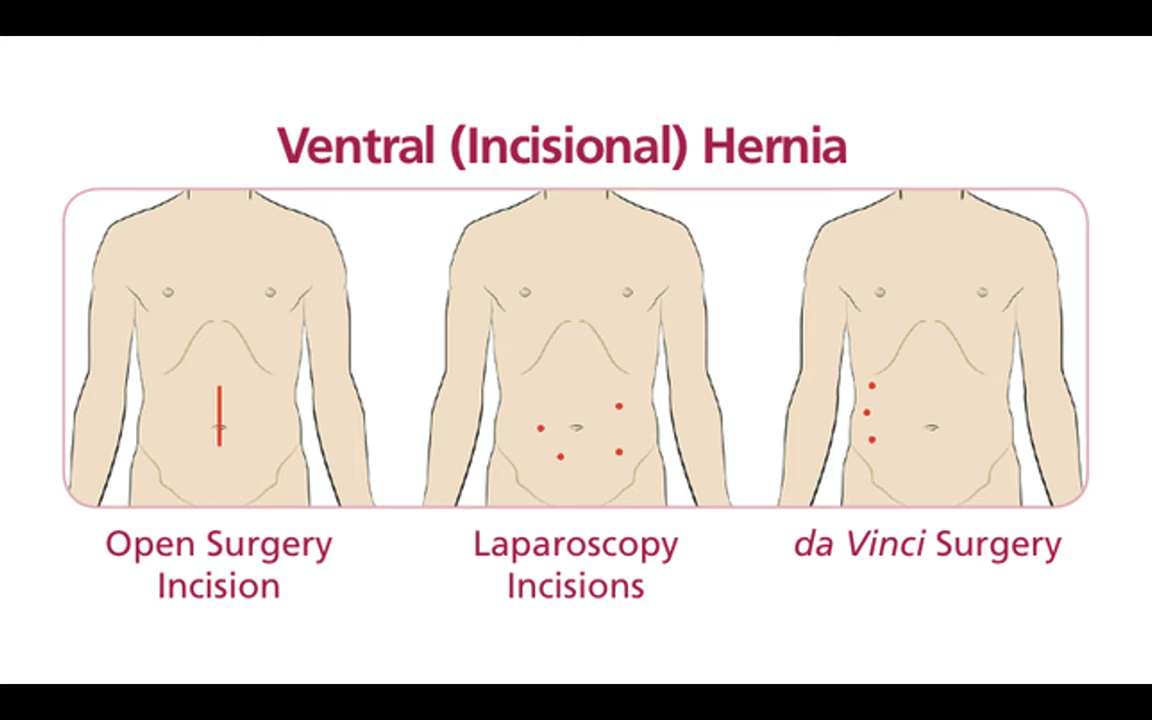 Ventral (Incisional) Hernia
Open Surgery
Incision
Laparoscopy
Incisions
da Vinci Surgery